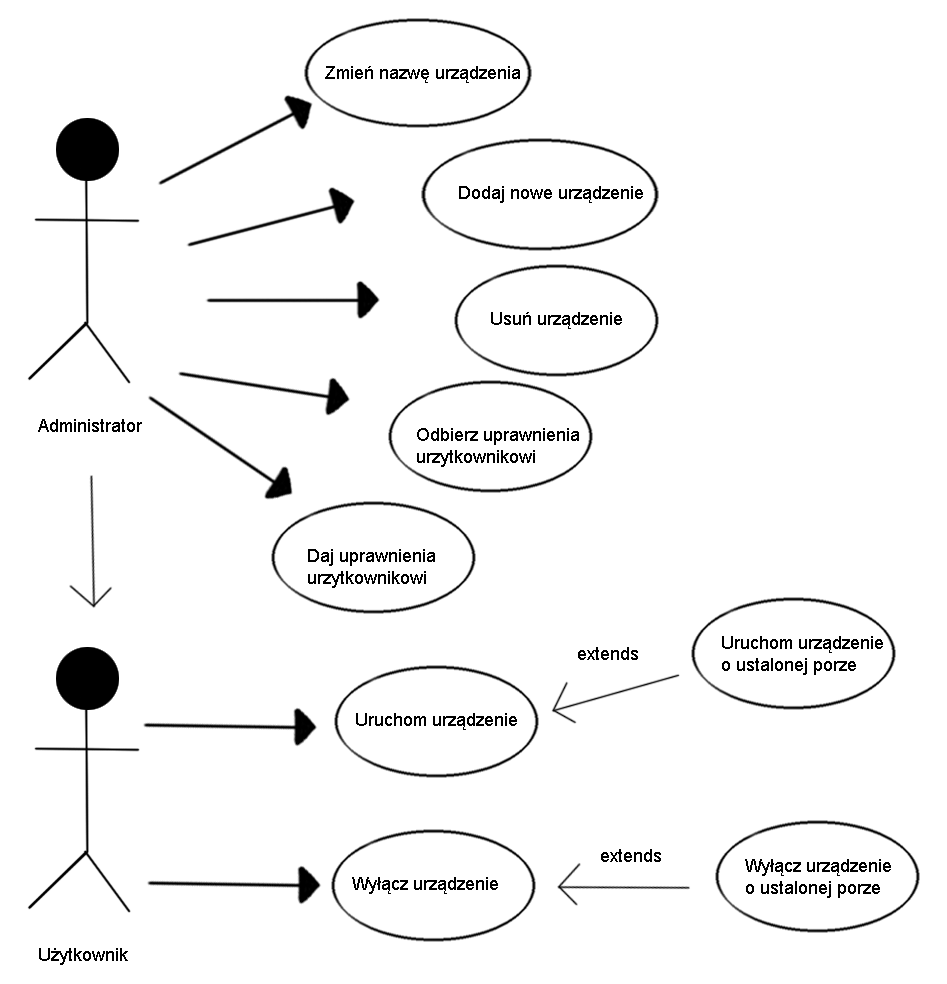 Zmień nazwę urządzenia
Dodaj nowe urządzenie
Usuń urządzenie
Administrator
Odbierz uprawnienia
urzytkownikowi
Daj uprawnienia
urzytkownikowi
Uruchom urządzenie
o ustalonej porze
extends
Uruchom urządzenie
Wyłącz urządzenie
o ustalonej porze
extends
Wyłącz urządzenie
Użytkownik